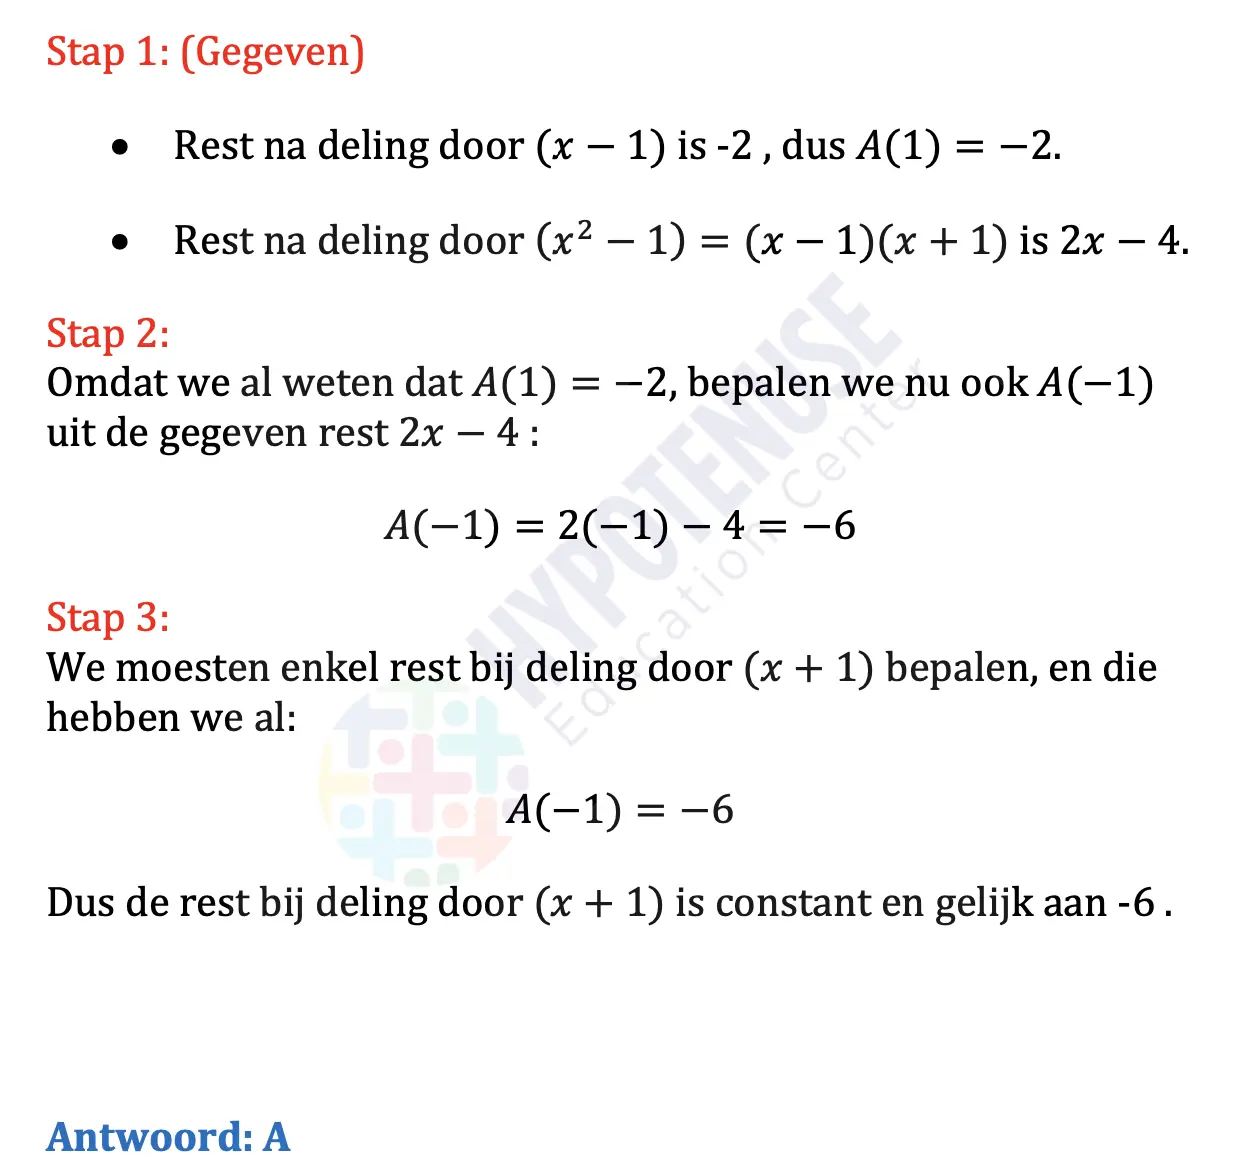 Stap 1: (Gegeven)
• Rest na deling door (x − 1) is -2 , dus A(1) = −2.
• Rest na deling door (x² − 1) = (x − 1)(x + 1) is 2x − 4.
Stap 2:
Omdat we al weten dat A(1) = −2, bepalen we nu ook A(−1)
uit de gegeven rest 2x − 4 :
A(−1) = 2(−1) − 4 = −6
Stap 3:
We moesten enkel rest bij deling door (x + 1) bepalen, en die
hebben we al:
A(−1) = −6
Dus de rest bij deling door (x + 1) is constant en gelijk aan -6 .
Antwoord: A
HYPOTENUSE
Education Center